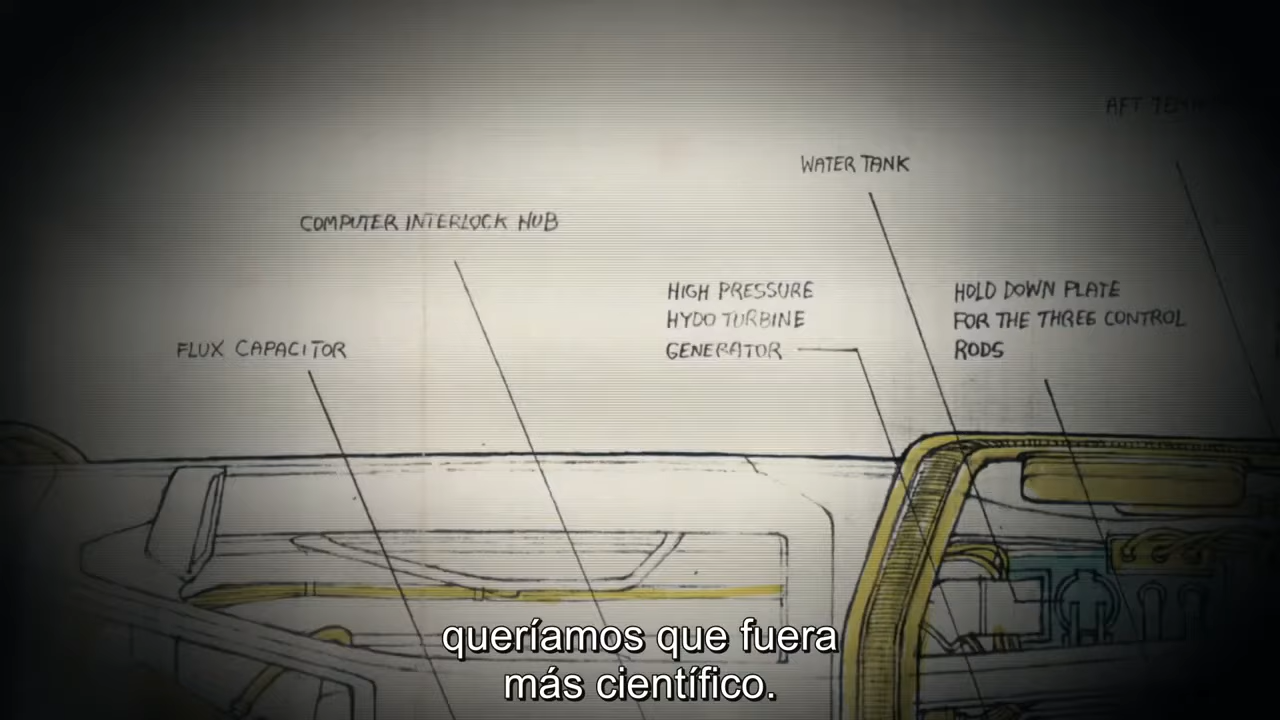 AFT
WATER TANK
COMPUTER INTERLOCK HUB
HIGH PRESSURE
HYDO TURBINE
GENERATOR
HOLD DOWN PLATE
FOR THE THREE CONTROL
RODS
FLUX CAPACITOR
queríamos que fuera
más científico.